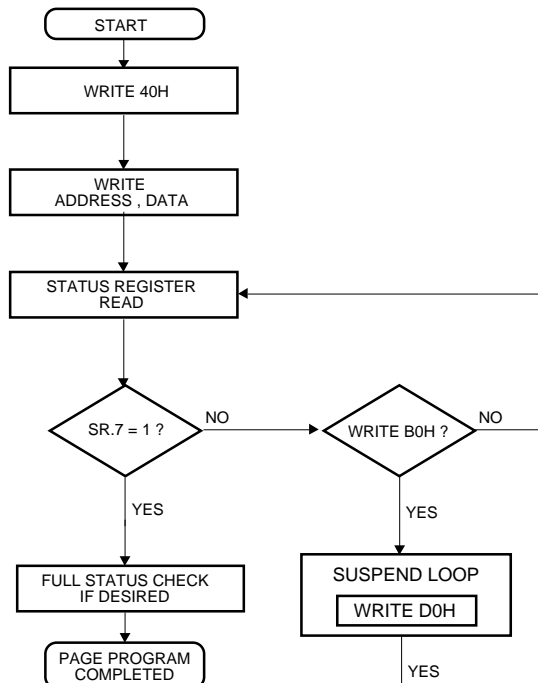 START
WRITE 40H
WRITE
ADDRESS , DATA
STATUS REGISTER
READ
SR.7 = 1 ?
NO
WRITE B0H ?
NO
YES
YES
FULL STATUS CHECK
IF DESIRED
SUSPEND LOOP
WRITE D0H
PAGE PROGRAM
COMPLETED
YES